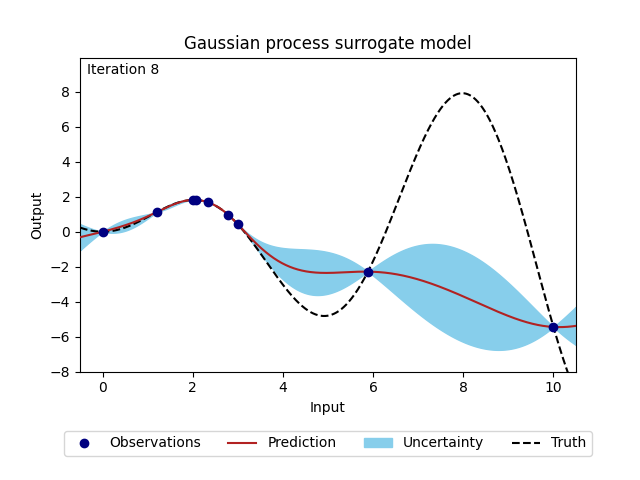 Gaussian process surrogate model
Iteration 8
8
6
4
2
0
−2
−4
−6
−8
Output
0 2 4 6 8 10
Input
Observations Prediction Uncertainty Truth